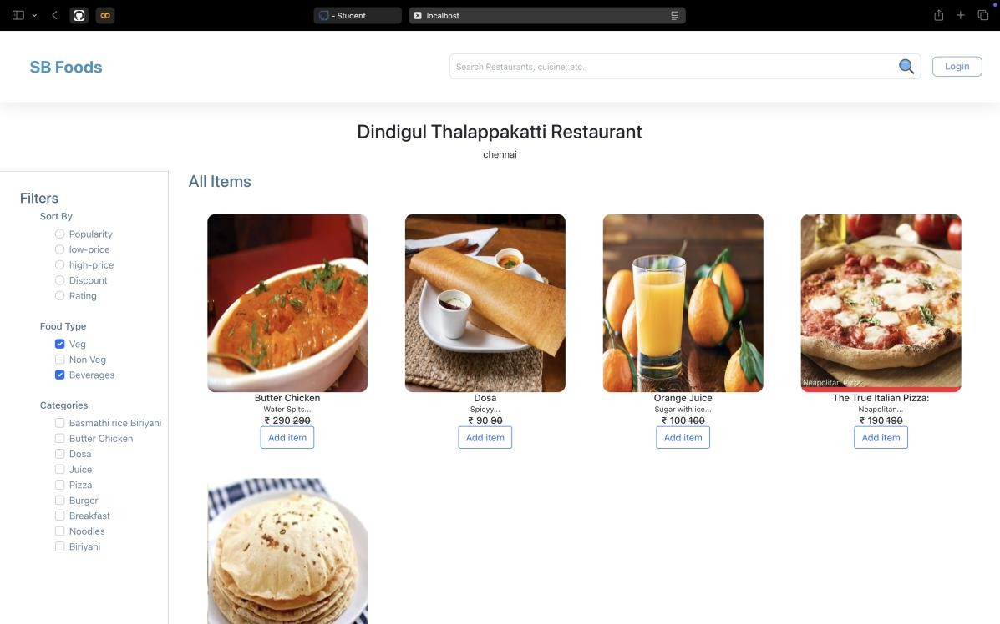 - Student
localhost
SB Foods
Search Restaurants, cuisine, etc.,
Login
Dindigul Thalappakatti Restaurant
chennai
Filters
Sort By
Popularity
low-price
high-price
Discount
Rating
Food Type
Veg
Non Veg
Beverages
Categories
Basmathi rice Biriyani
Butter Chicken
Dosa
Juice
Pizza
Burger
Breakfast
Noodles
Biriyani
All Items
Butter Chicken
Water Spits...
₹ 290 290
Add item
Dosa
Spicyy...
₹ 90 90
Add item
Orange Juice
Sugar with ice...
₹ 100 100
Add item
Neapolitan Pizza
The True Italian Pizza:
Neapolitan...
₹ 190 190
Add item